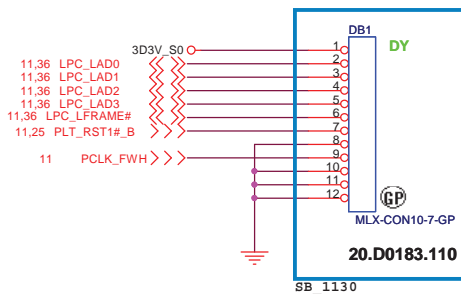 DB1
DY
3D3V_S0 1
11,36 LPC_LAD0 2
11,36 LPC_LAD1 3
11,36 LPC_LAD2 4
11,36 LPC_LAD3 5
11,36 LPC_LFRAME# 6
11,25 PLT_RST1#_B 7
8
11 PCLK_FWH 9
10
11
12
GP
MLX-CON10-7-GP
20.D0183.110
SB 1130